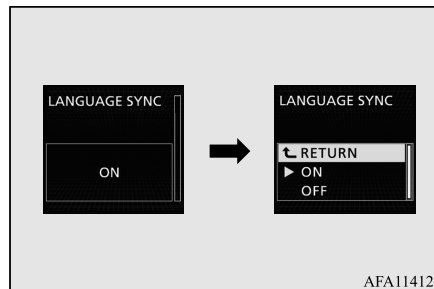 LANGUAGE SYNC
ON
LANGUAGE SYNC
RETURN
ON
OFF
AFA11412